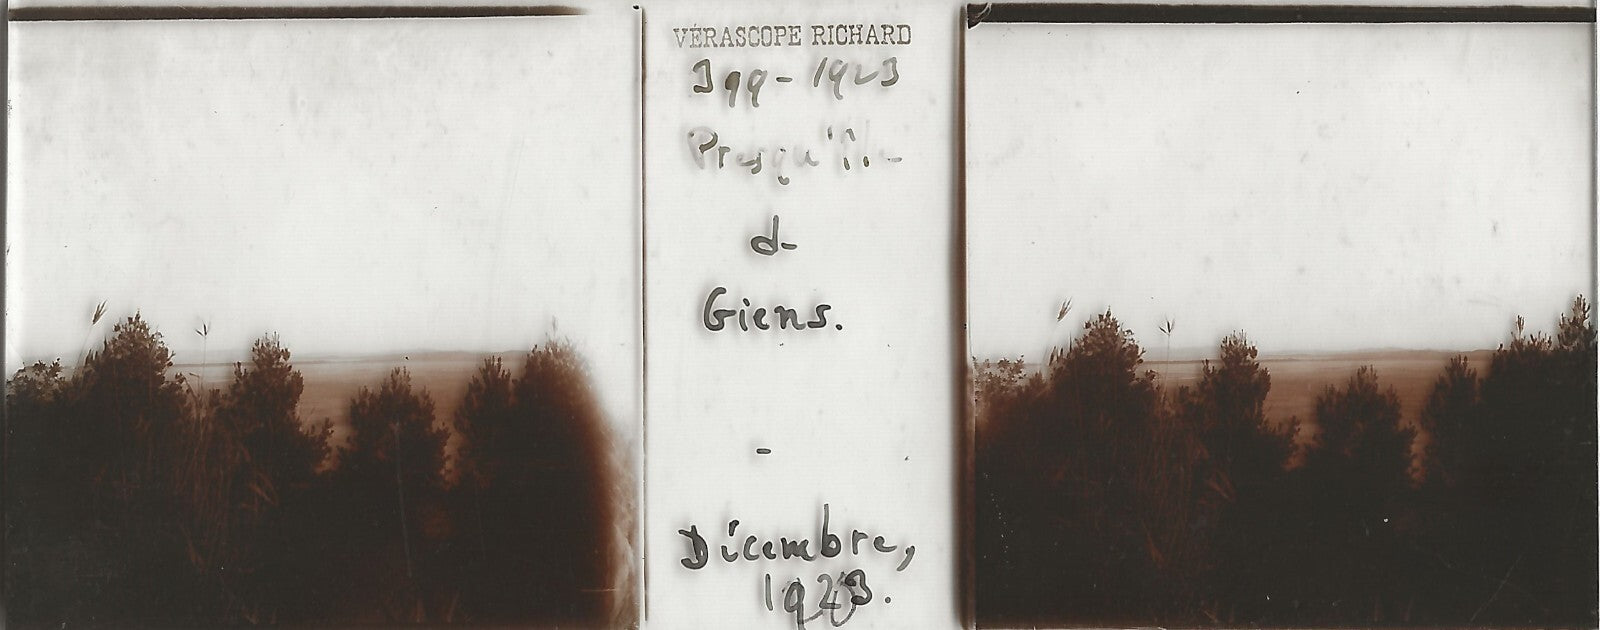 VÉRASCOPE RICHARD
399-1923
Presqu'île
de
Giens.
-
Décembre,
1923.